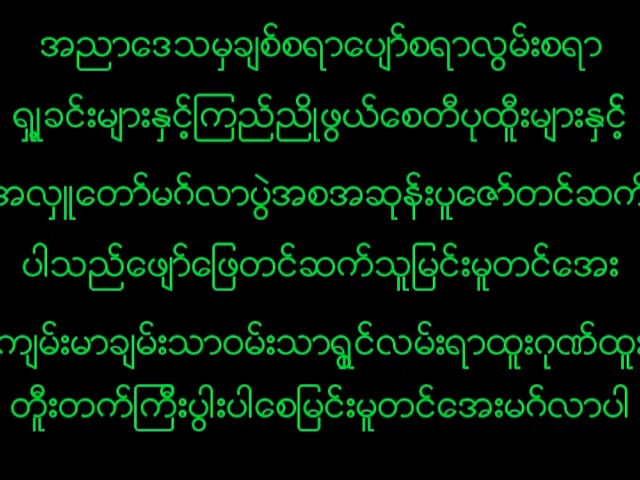 အညာဒေသမှချစ်စရာပျော်စရာလွမ်းစရာ
ရှုခင်းများနှင့်ကြည်ညိုဖွယ်စေတီပုထိုးများနှင့်
အလှူတော်မင်္ဂလာပွဲအစအဆုန်းပူဇော်တင်ဆက်
ပါသည်ဖျော်ဖြေတင်ဆက်သူမြင်းမူတင်အေး
ကျမ်းမာချမ်းသာဝမ်းသာရွှင်လမ်းရာထူးဂုဏ်ထူး
တိုးတက်ကြီးပွါးပါစေမြင်းမူတင်အေးမင်္ဂလာပါ